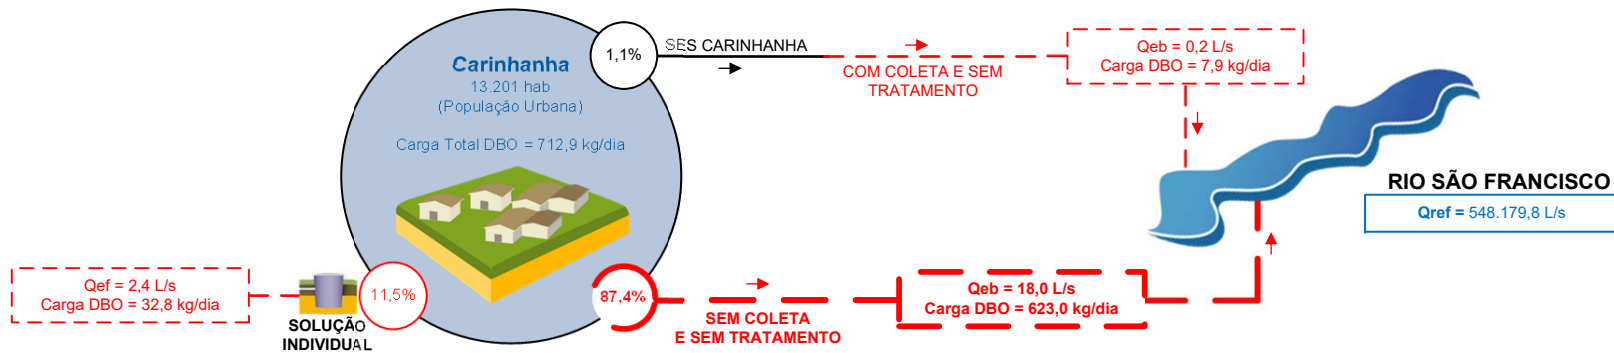 Carinhanha
13.201 hab
(População Urbana)
Carga Total DBO = 712,9 kg/dia
1,1%
SES CARINHANHA
COM COLETA E SEM
TRATAMENTO
Qeb = 0,2 L/s
Carga DBO = 7,9 kg/dia
RIO SÃO FRANCISCO
Qref = 548.179,8 L/s
Qef = 2,4 L/s
Carga DBO = 32,8 kg/dia
SOLUÇÃO
INDIVIDUAL
11,5%
87,4%
SEM COLETA
E SEM TRATAMENTO
Qeb = 18,0 L/s
Carga DBO = 623,0 kg/dia